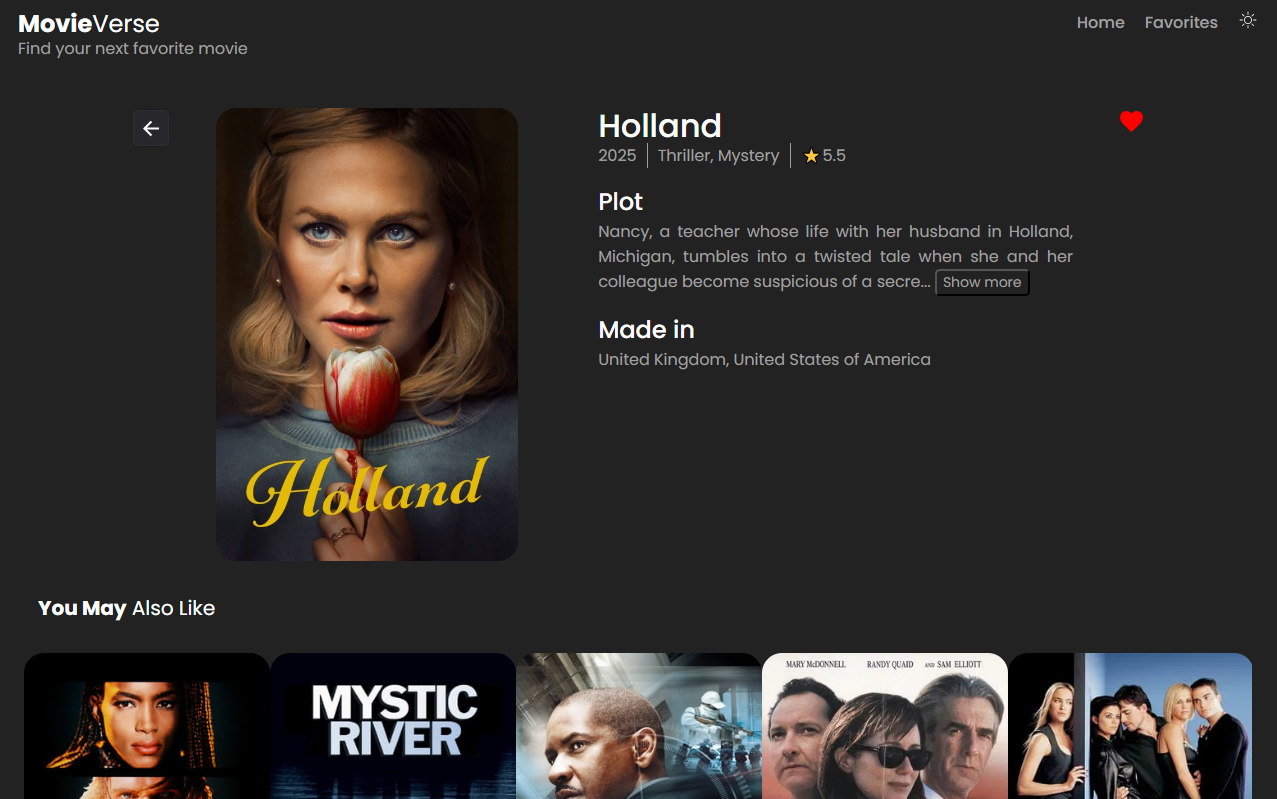 MovieVerse
Find your next favorite movie
Home
Favorites
Holland
2025
Thriller, Mystery
5.5
Plot
Nancy, a teacher whose life with her husband in Holland,
Michigan, tumbles into a twisted tale when she and her
colleague become suspicious of a secre... Show more
Made in
United Kingdom, United States of America
Holland
You May Also Like
MYSTIC
RIVER
MARY McDONNELL RANDY QUAID AND SAM ELLIOTT